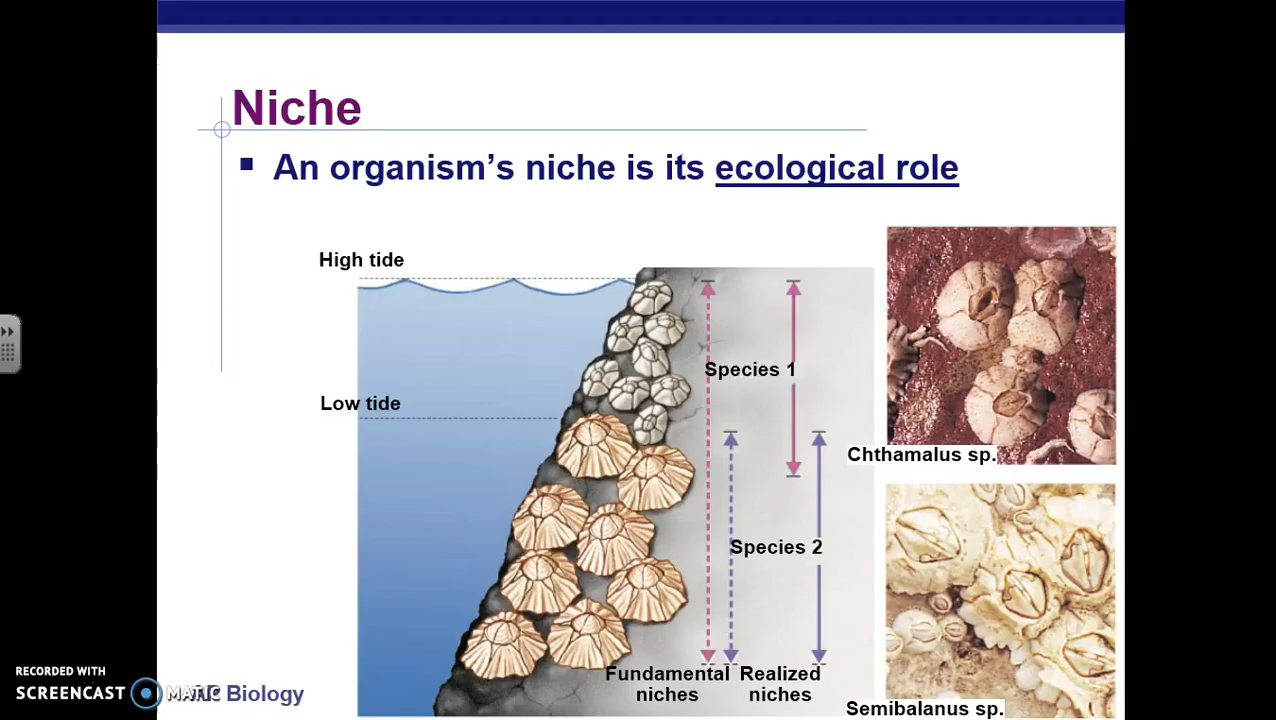 Niche
An organism's niche is its ecological role
High tide
Low tide
Species 1
Species 2
Fundamental
niches
Realized
niches
Chthamalus sp.
Semibalanus sp.
RECORDED WITH
SCREENCAST
MATIC
Biology